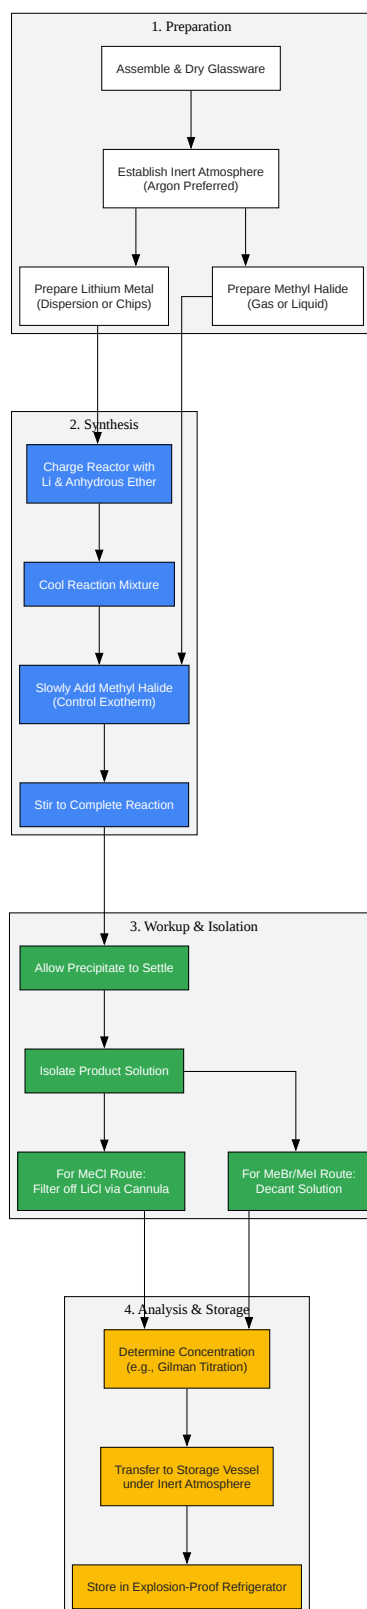 1. Preparation
Assemble & Dry Glassware
Establish Inert Atmosphere
(Argon Preferred)
Prepare Lithium Metal
(Dispersion or Chips)
Prepare Methyl Halide
(Gas or Liquid)
2. Synthesis
Charge Reactor with
Li & Anhydrous Ether
Cool Reaction Mixture
Slowly Add Methyl Halide
(Control Exotherm)
Stir to Complete Reaction
3. Workup & Isolation
Allow Precipitate to Settle
Isolate Product Solution
For MeCl Route:
Filter off LiCl via Cannula
For MeBr/MeI Route:
Decant Solution
4. Analysis & Storage
Determine Concentration
(e.g., Gilman Titration)
Transfer to Storage Vessel
under Inert Atmosphere
Store in Explosion-Proof Refrigerator